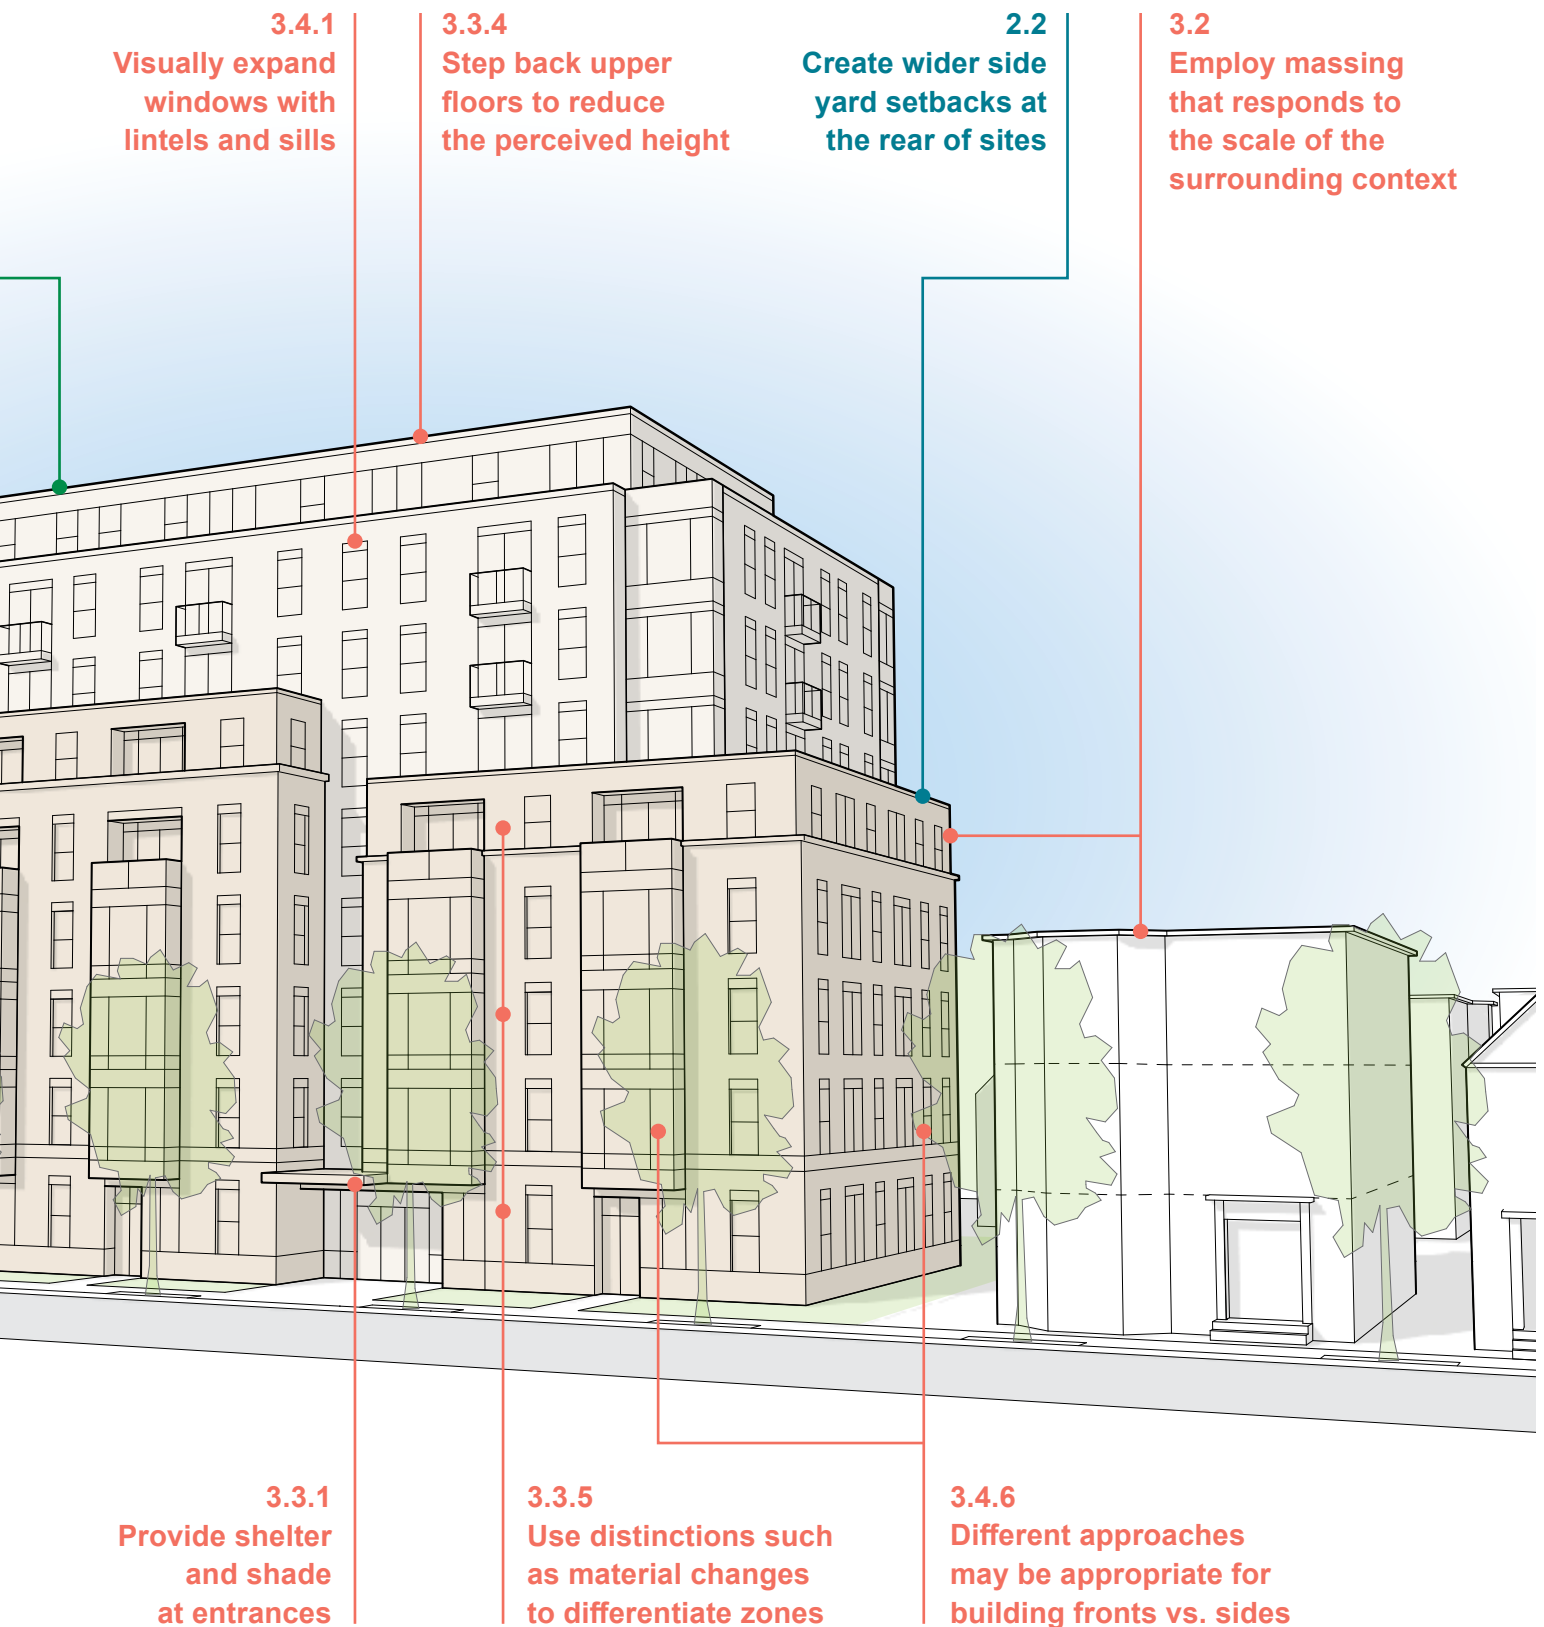 3.4.1
Visually expand
windows with
lintels and sills
3.3.4
Step back upper
floors to reduce
the perceived height
2.2
Create wider side
yard setbacks at
the rear of sites
3.2
Employ massing
that responds to
the scale of the
surrounding context
3.3.1
Provide shelter
and shade
at entrances
3.3.5
Use distinctions such
as material changes
to differentiate zones
3.4.6
Different approaches
may be appropriate for
building fronts vs. sides